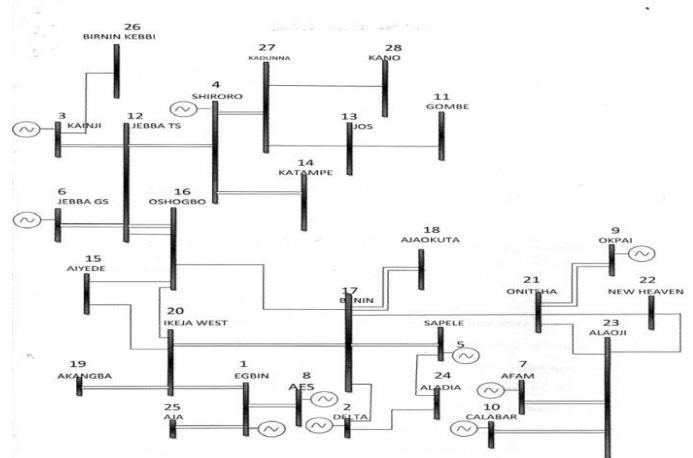 26
BIRNIN KEBBI
27
KADUNNA
28
KANO
4
SHIRORO
11
GOMBE
3
KAINJI
12
JEBBA TS
13
JOS
14
KATAMPE
6
JEBBA GS
16
OSHOGBO
18
AJAOKUTA
9
OKPAI
15
AIYEDE
17
BENIN
21
ONITSHA
22
NEW HEAVEN
20
IKEJA WEST
SAPELE
5
23
ALAOJI
19
AKANGBA
1
EGBIN
8
AES
24
ALADIA
7
AFAM
25
AJA
2
DELTA
10
CALABAR